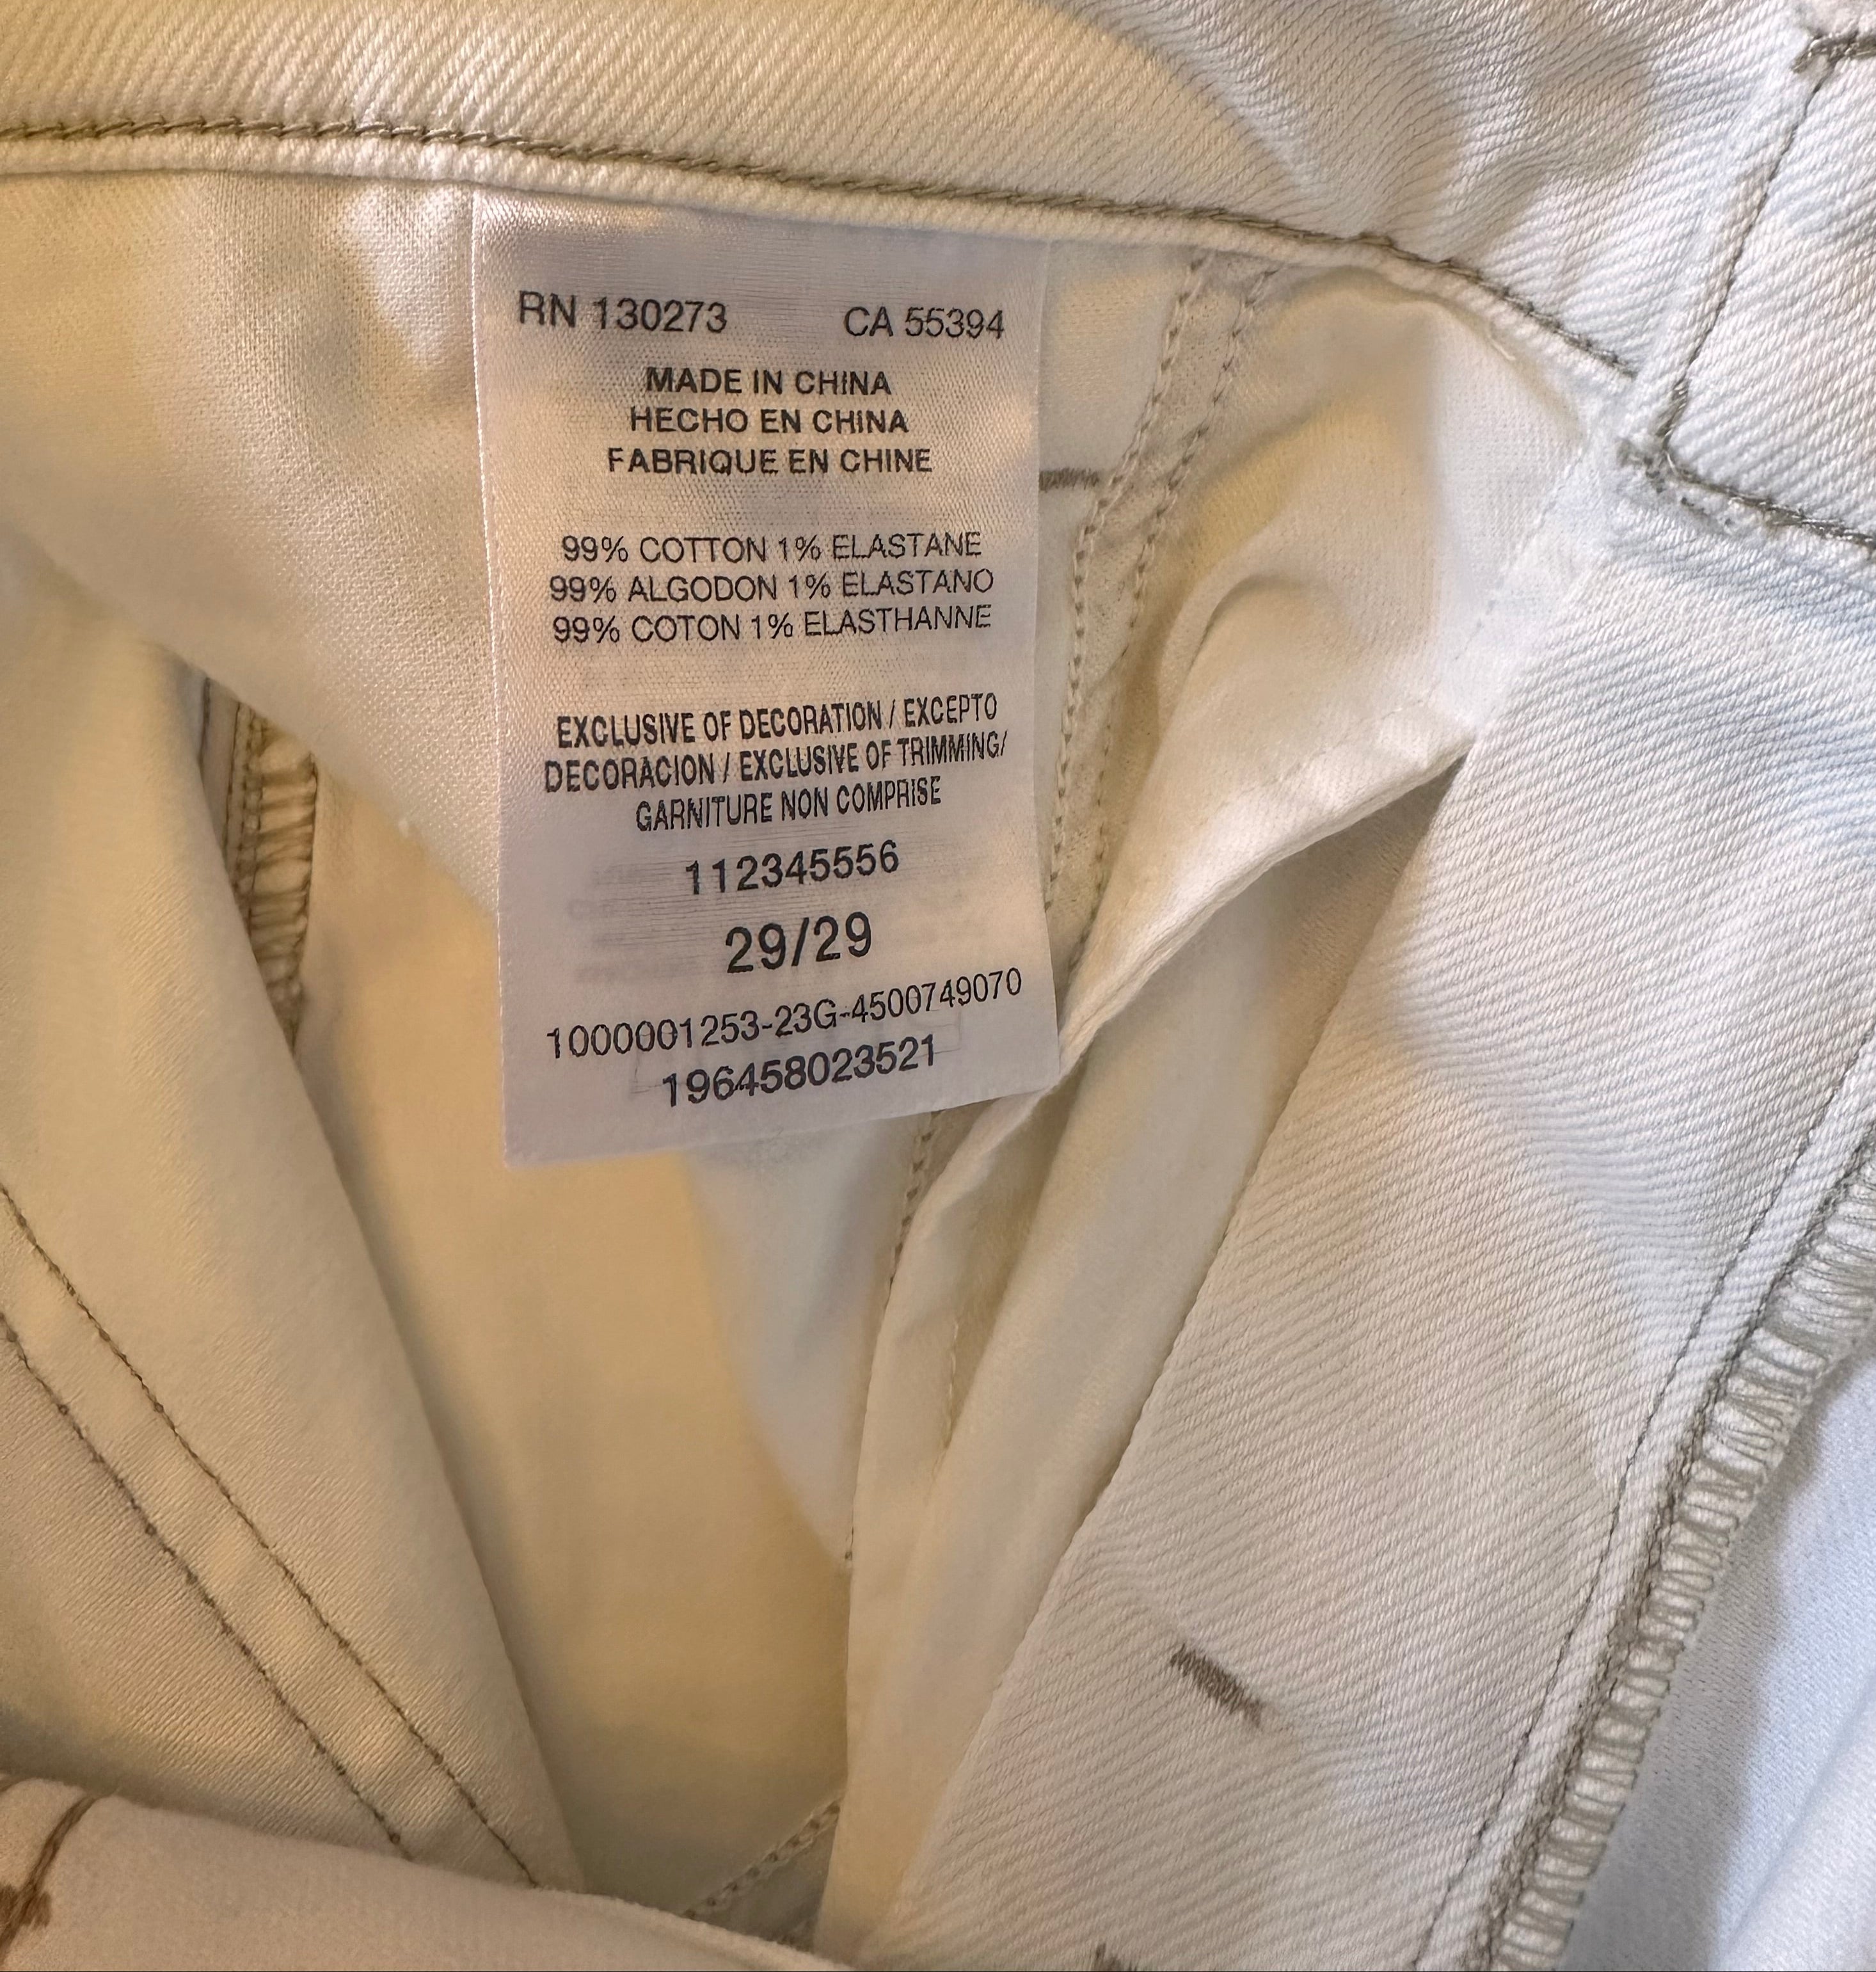 RN 130273 CA 55394
MADE IN CHINA
HECHO EN CHINA
FABRIQUE EN CHINE
99% COTTON 1% ELASTANE
99% ALGODON 1% ELASTANO
99% COTON 1% ELASTHANNE
EXCLUSIVE OF DECORATION / EXCEPTO
DECORACION / EXCLUSIVE OF TRIMMING/
GARNITURE NON COMPRISE
112345556
29/29
1000001253-23G-4500749070
196458023521